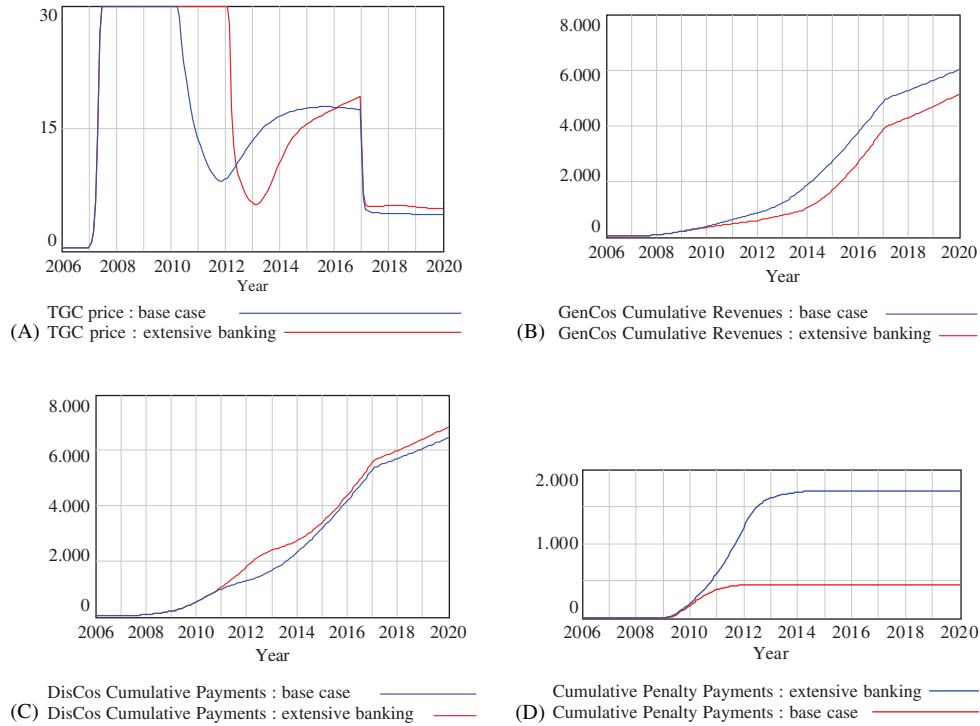 30
15
0
2006 2008 2010 2012 2014 2016 2018 2020
Year
TGC price : base case
(A) TGC price : extensive banking
8.000
6.000
4.000
2.000
0
2006 2008 2010 2012 2014 2016 2018 2020
Year
GenCos Cumulative Revenues : base case
(B) GenCos Cumulative Revenues : extensive banking
8.000
6.000
4.000
2.000
0
2006 2008 2010 2012 2014 2016 2018 2020
Year
DisCos Cumulative Payments : base case
(C) DisCos Cumulative Payments : extensive banking
2.000
1.000
0
2006 2008 2010 2012 2014 2016 2018 2020
Year
Cumulative Penalty Payments : extensive banking
(D) Cumulative Penalty Payments : base case